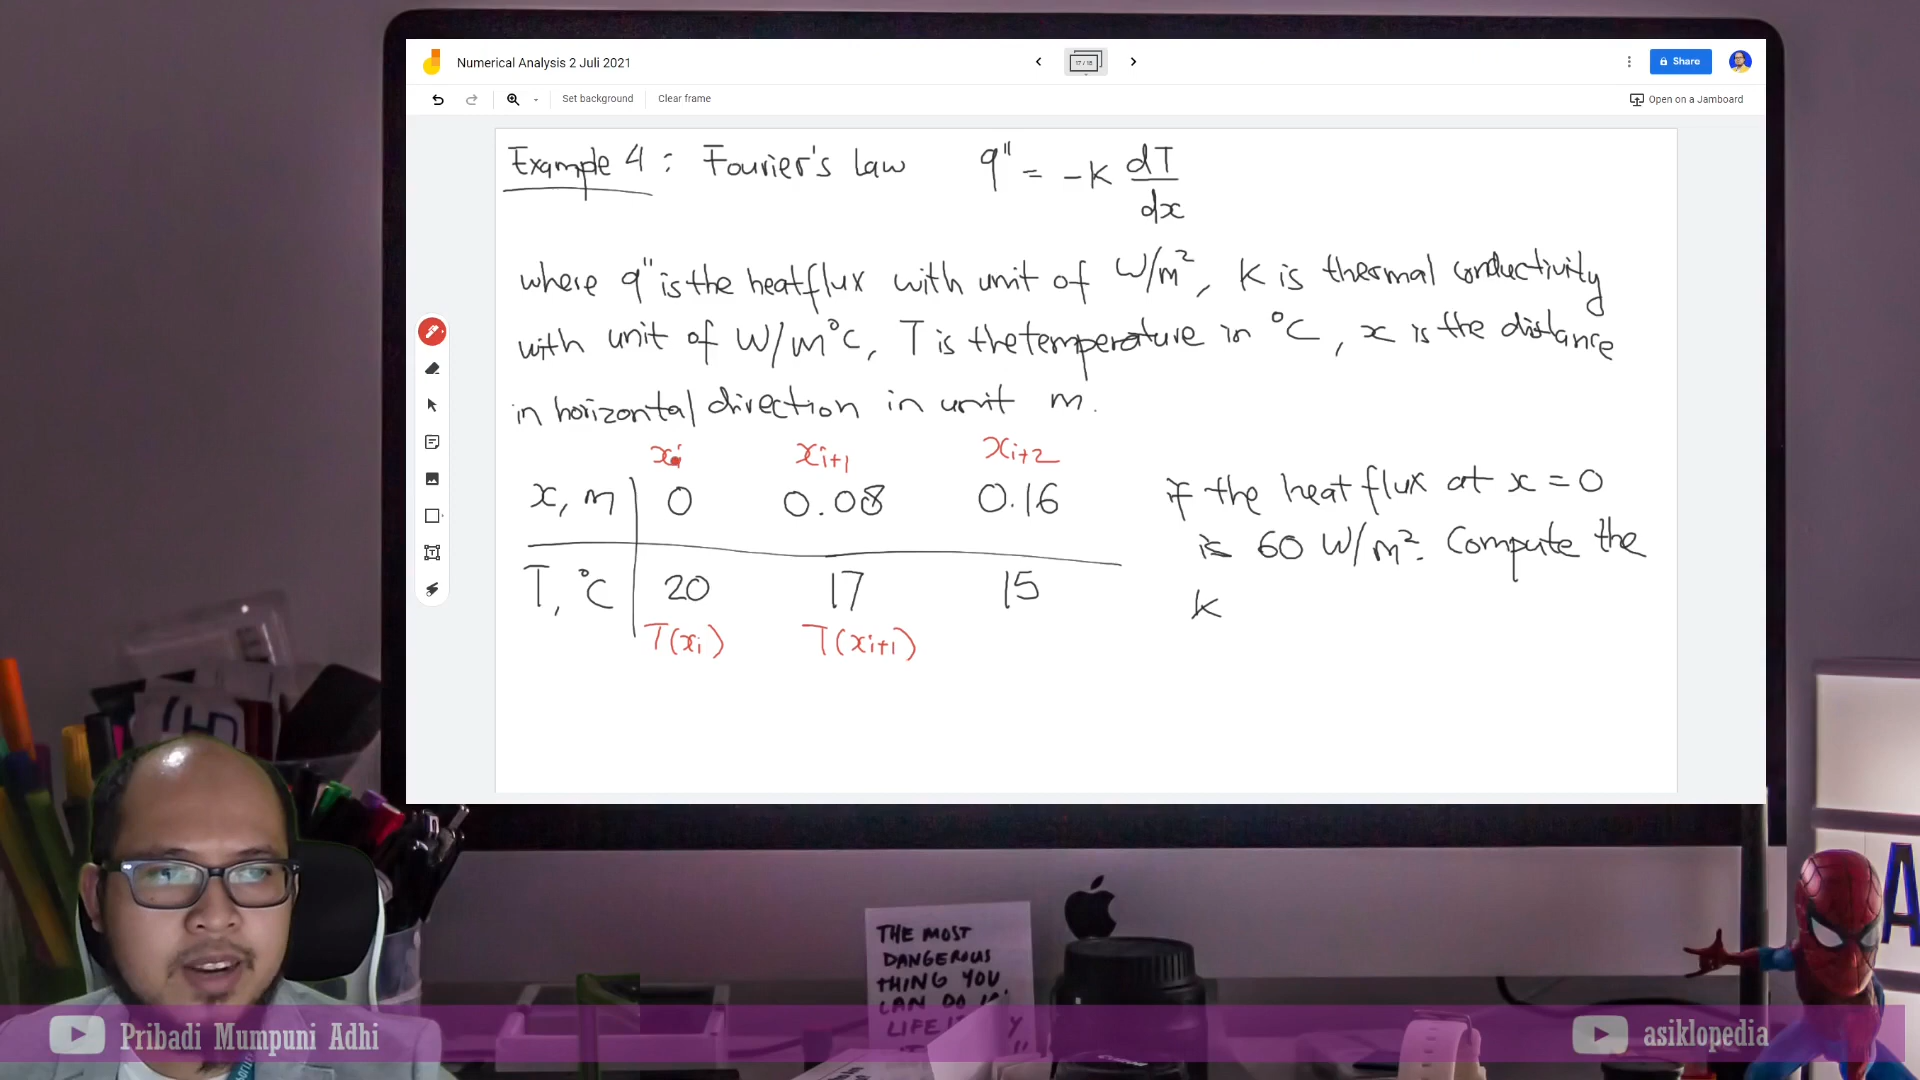 Numerical Analysis 2 Juli 2021
17 / 18
Share
Set background
Clear frame
Open on a Jamboard
Example 4 : Fourier's law q" = -k dT/dx
where q" is the heat flux with unit of W/m², k is thermal conductivity
with unit of W/m°C, T is the temperature in °C, x is the distance
in horizontal direction in unit m.
xi xi+1 xi+2
x, m 0 0.08 0.16
T, °C 20 17 15
T(xi) T(xi+1)
if the heat flux at x = 0
is 60 W/m². Compute the
k
THE MOST
DANGEROUS
THING YOU
CAN DO
LIFE
A
Pribadi Mumpuni Adhi
asiklopedia